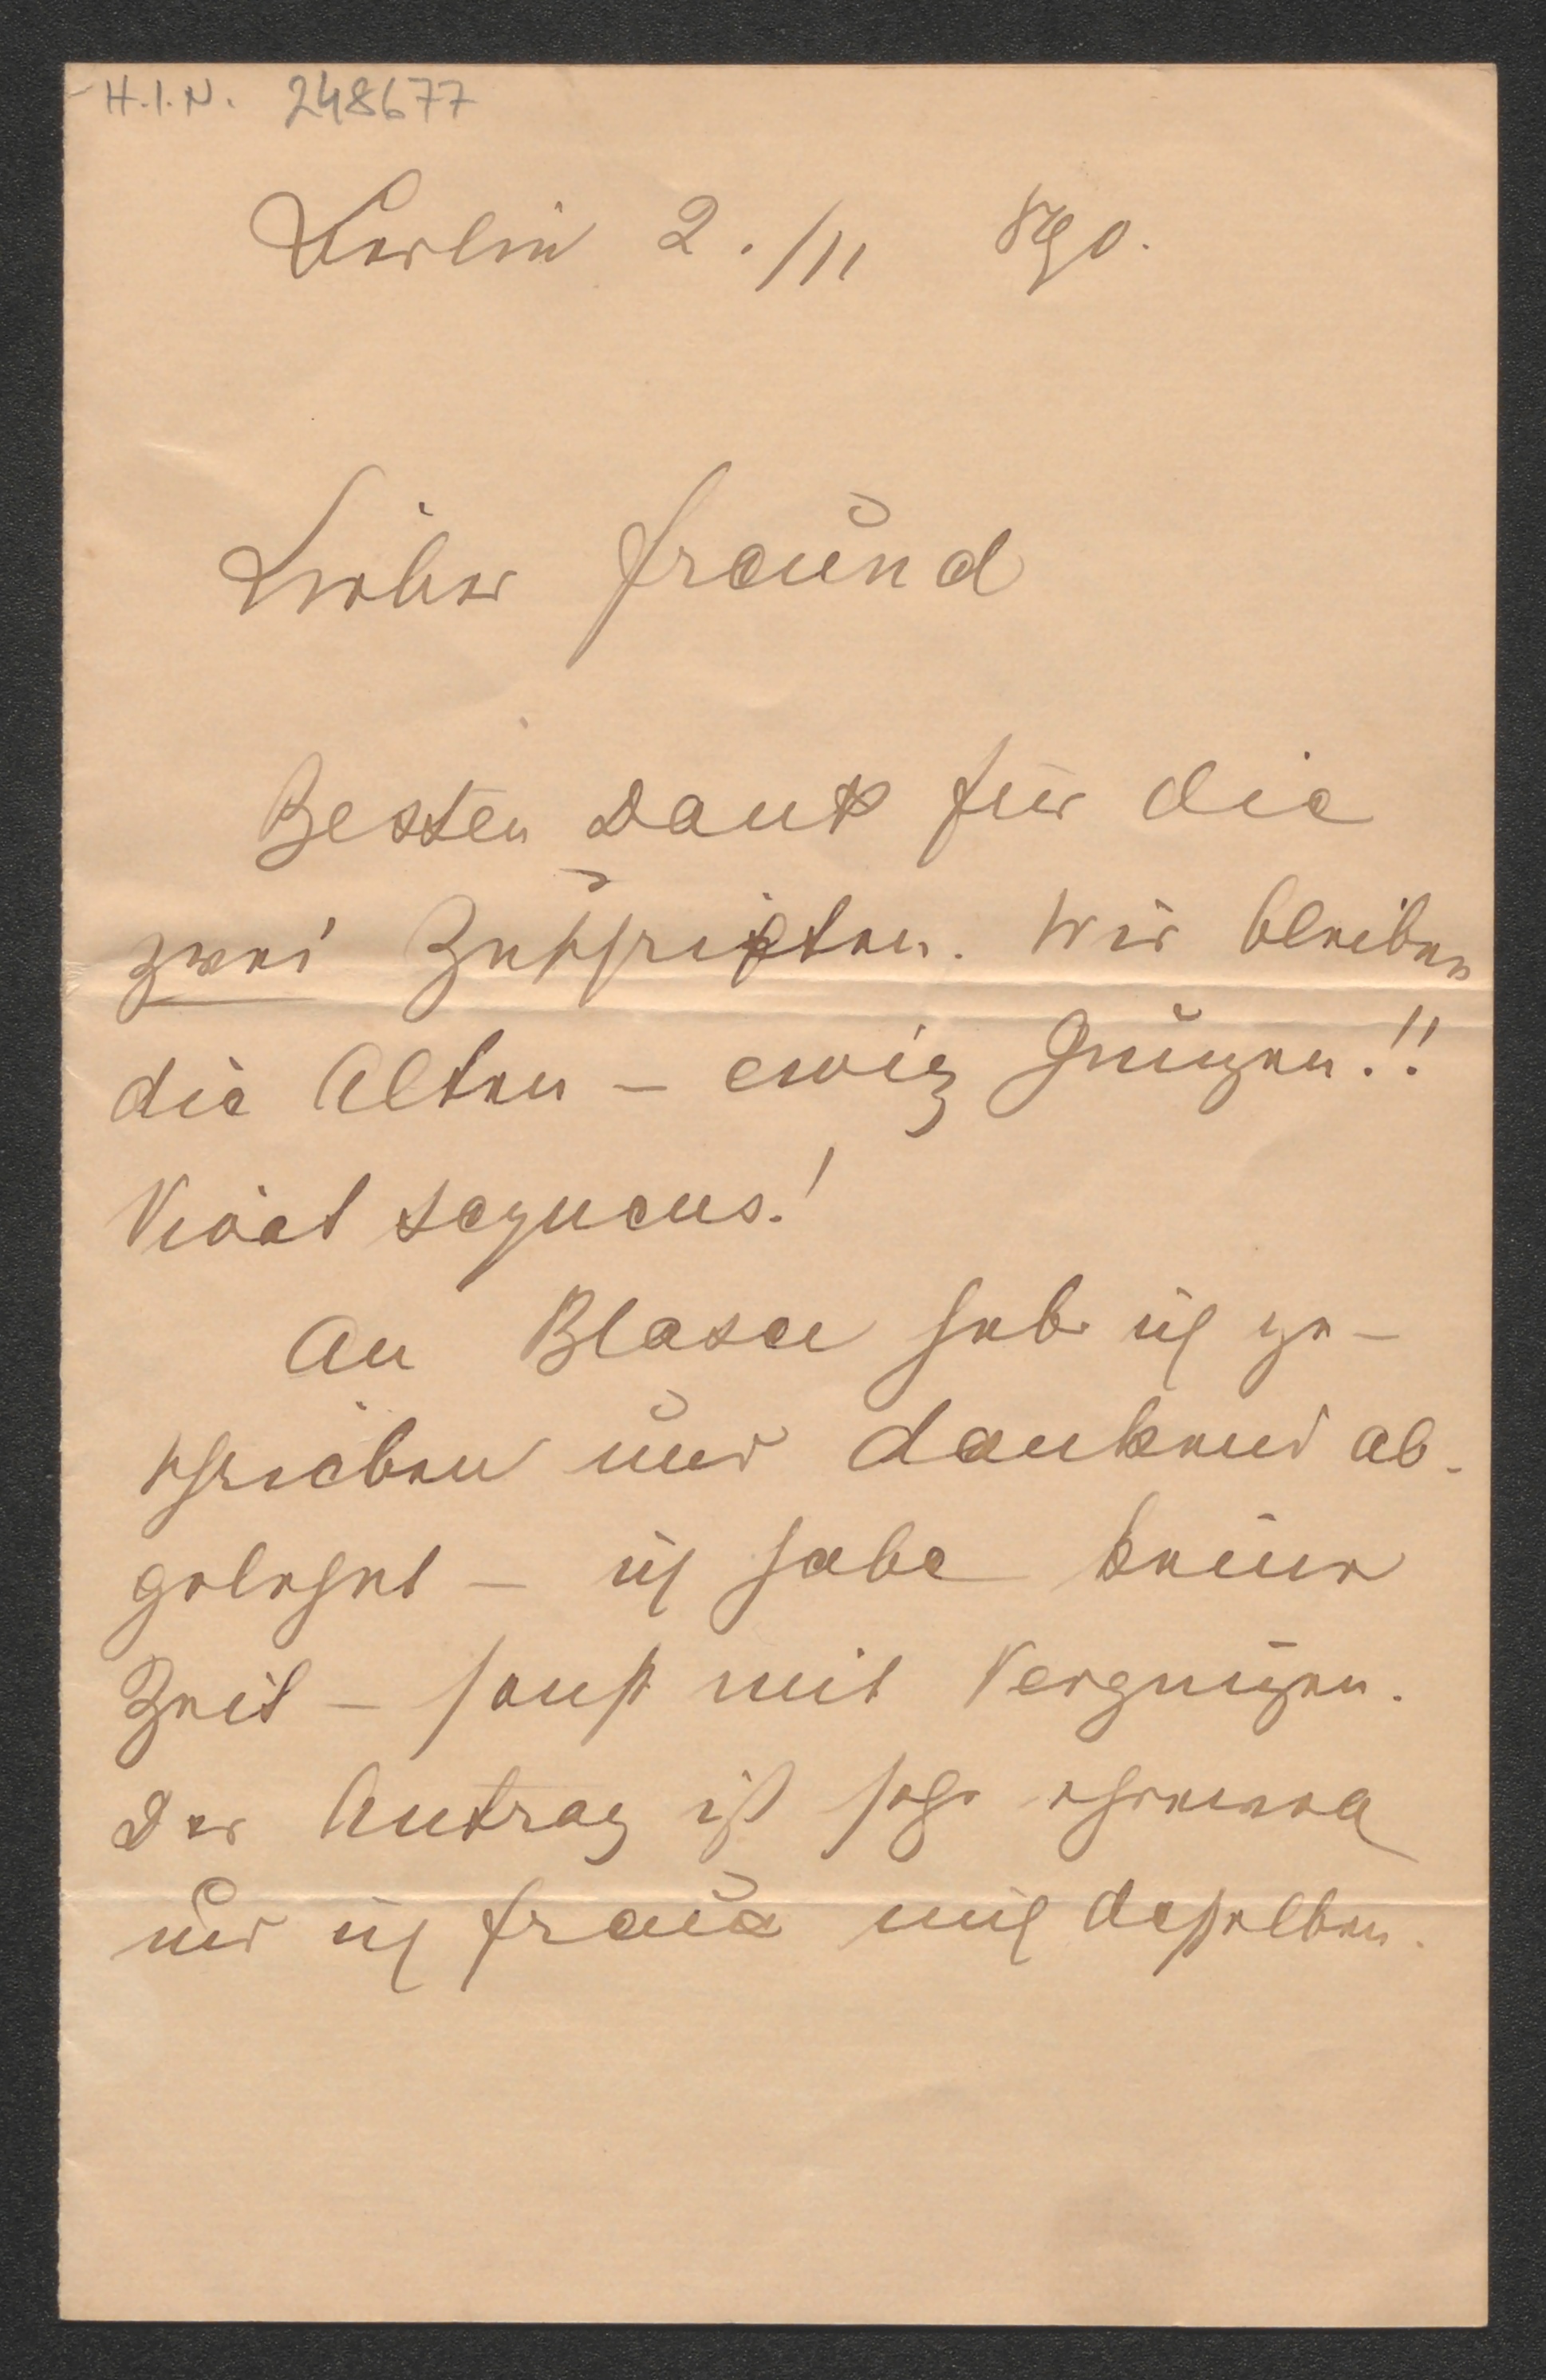 H.I.N. 248677
Berlin 2./11 890.
Lieber Freund
Besten Dank für die
zwei Zuschriften. Wir bleiben
die Alten – ewig Jungen!!
Vivat sequens!
An Blasel hab ich ge-
schrieben und dankend ab-
gelehnt – ich habe keine
Zeit – sonst mit Vergnügen.
Der Antrag ist sehr ehrend
und ich freue mich desselben.